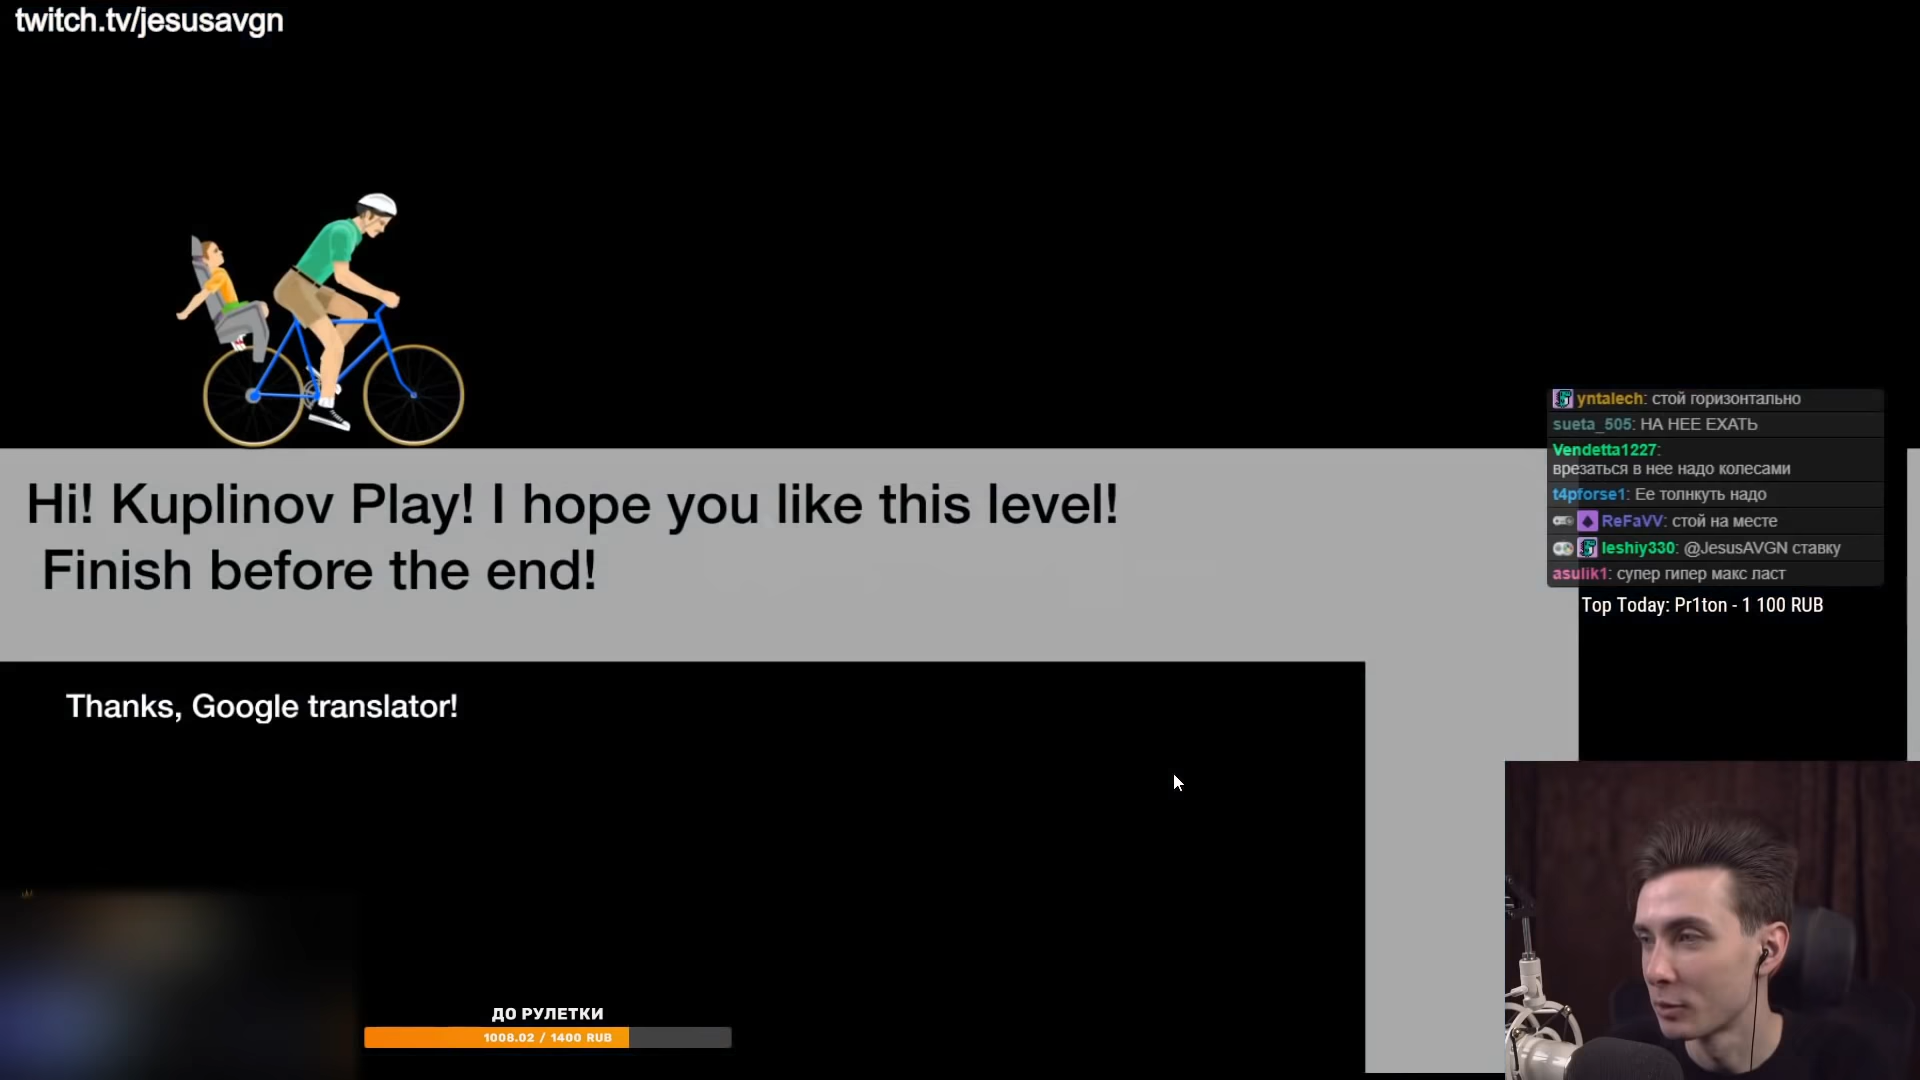 twitch.tv/jesusavgn
Hi! Kuplinov Play! I hope you like this level!
Finish before the end!
Thanks, Google translator!
yntalech: стой горизонтально
sueta_505: НА НЕЕ ЕХАТЬ
Vendetta1227:
врезаться в нее надо колесами
t4pforse1: Ее толнкуть надо
ReFaVV: стой на месте
leshiy330: @JesusAVGN ставку
asulik1: супер гипер макс ласт
Top Today: Pr1ton - 1 100 RUB
ДО РУЛЕТКИ
1008.02 / 1400 RUB